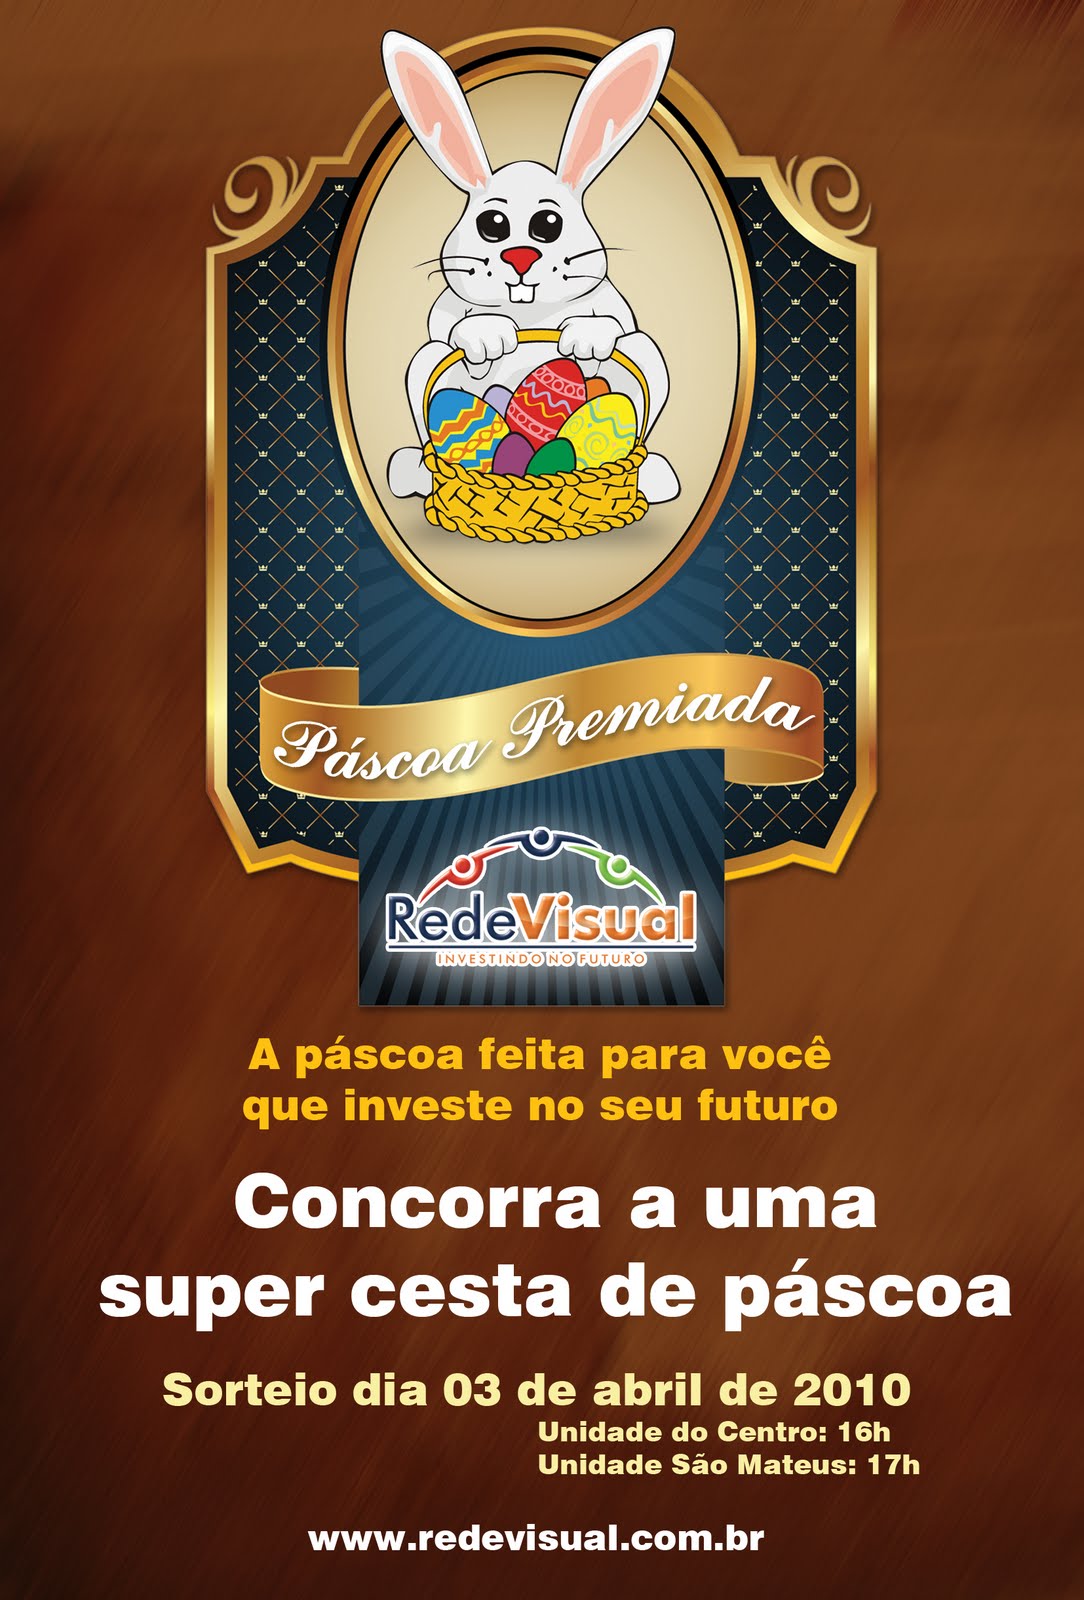 Páscoa Premiada
RedeVisual
INVESTINDO NO FUTURO
A páscoa feita para você
que investe no seu futuro
Concorra a uma
super cesta de páscoa
Sorteio dia 03 de abril de 2010
Unidade do Centro: 16h
Unidade São Mateus: 17h
www.redevisual.com.br